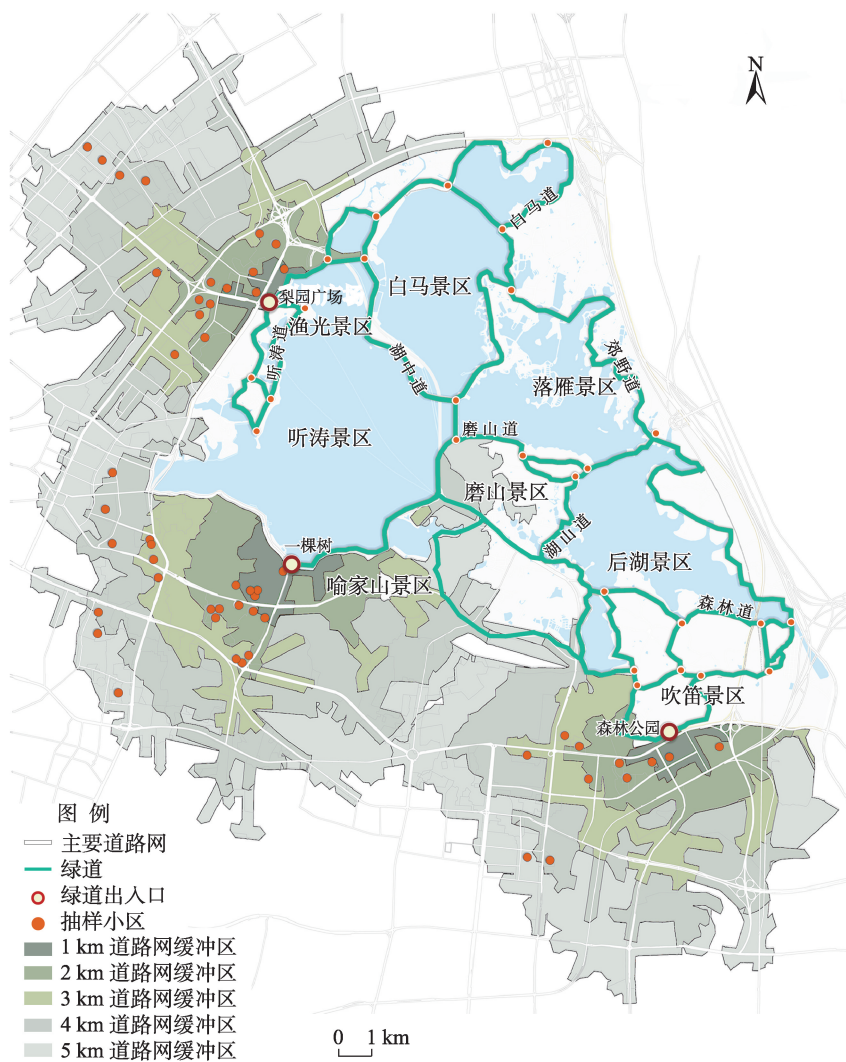 N
白马道
白马景区
梨园广场
渔光景区
听涛道
湖中道
郊野道
落雁景区
磨山道
听涛景区
磨山景区
湖山道
一棵树
后湖景区
喻家山景区
森林道
吹笛景区
森林公园
图 例
主要道路网
绿道
绿道出入口
抽样小区
1 km 道路网缓冲区
2 km 道路网缓冲区
3 km 道路网缓冲区
4 km 道路网缓冲区
5 km 道路网缓冲区
0 1 km